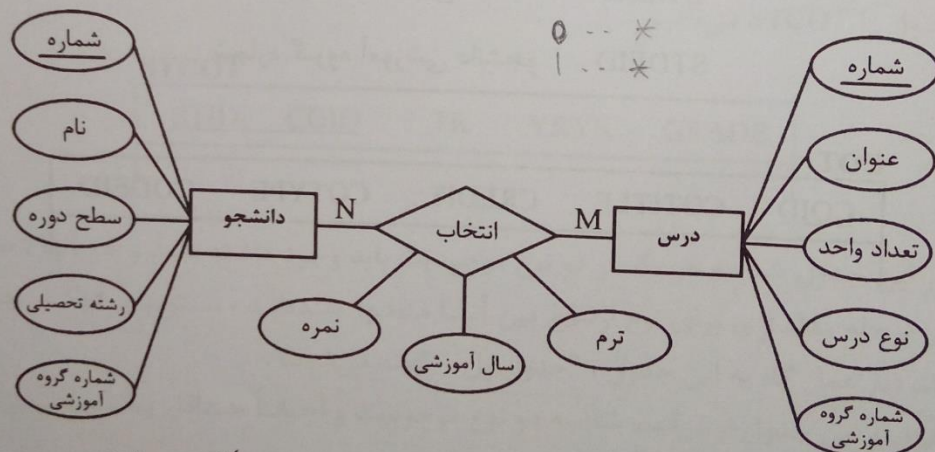 0 .. *
1 .. *
شماره
عنوان
تعداد واحد
نوع درس
شماره گروه
آموزشی
درس
M
انتخاب
N
دانشجو
ترم
سال آموزشی
نمره
شماره
نام
سطح دوره
رشته تحصیلی
شماره گروه
آموزشی